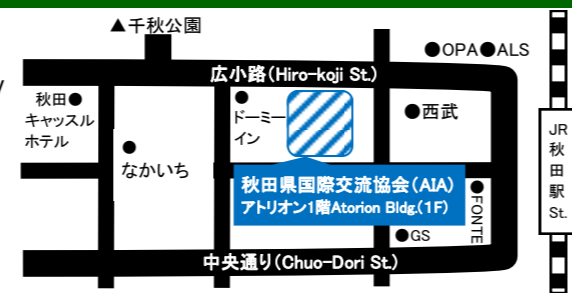 ▲千秋公園
●OPA●ALS
広小路(Hiro-koji St.)
秋田●
キャッスル
ホテル
●
なかいち
●
ドーミー
イン
●西武
JR
秋
田
駅
St.
秋田県国際交流協会(AIA)
アトリオン1階Atorion Bldg.(1F)
●FONTE
●GS
中央通り(Chuo-Dori St.)